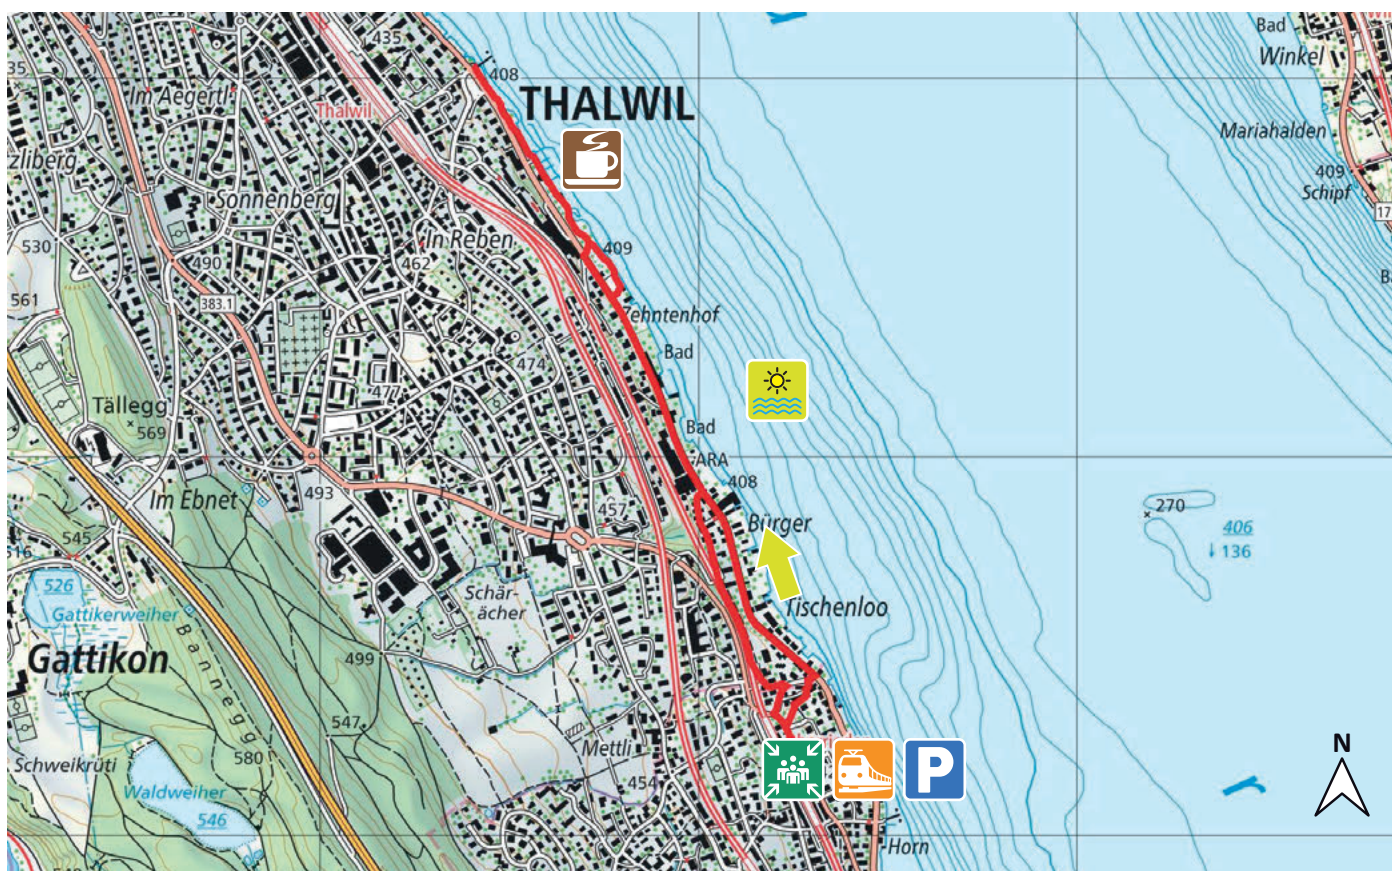 435
408
Bad
Winkel
Im Aegertli
Thalwil
THALWIL
Mariahalden
409
Schipf
17
Sonnenberg
In Reben
530
490
462
409
561
383.1
Zehntenhof
Bad
474
477
Tällegg
569
Bad
ARA
408
Im Ebnet
493
457
Bürger
270
406
136
545
516
526
Gattikerweiher
Schär-
ächer
Tischenloo
Gattikon
Bannegg
499
547
580
Mettli
454
Schweikrüti
Waldweiher
546
P
N
Horn